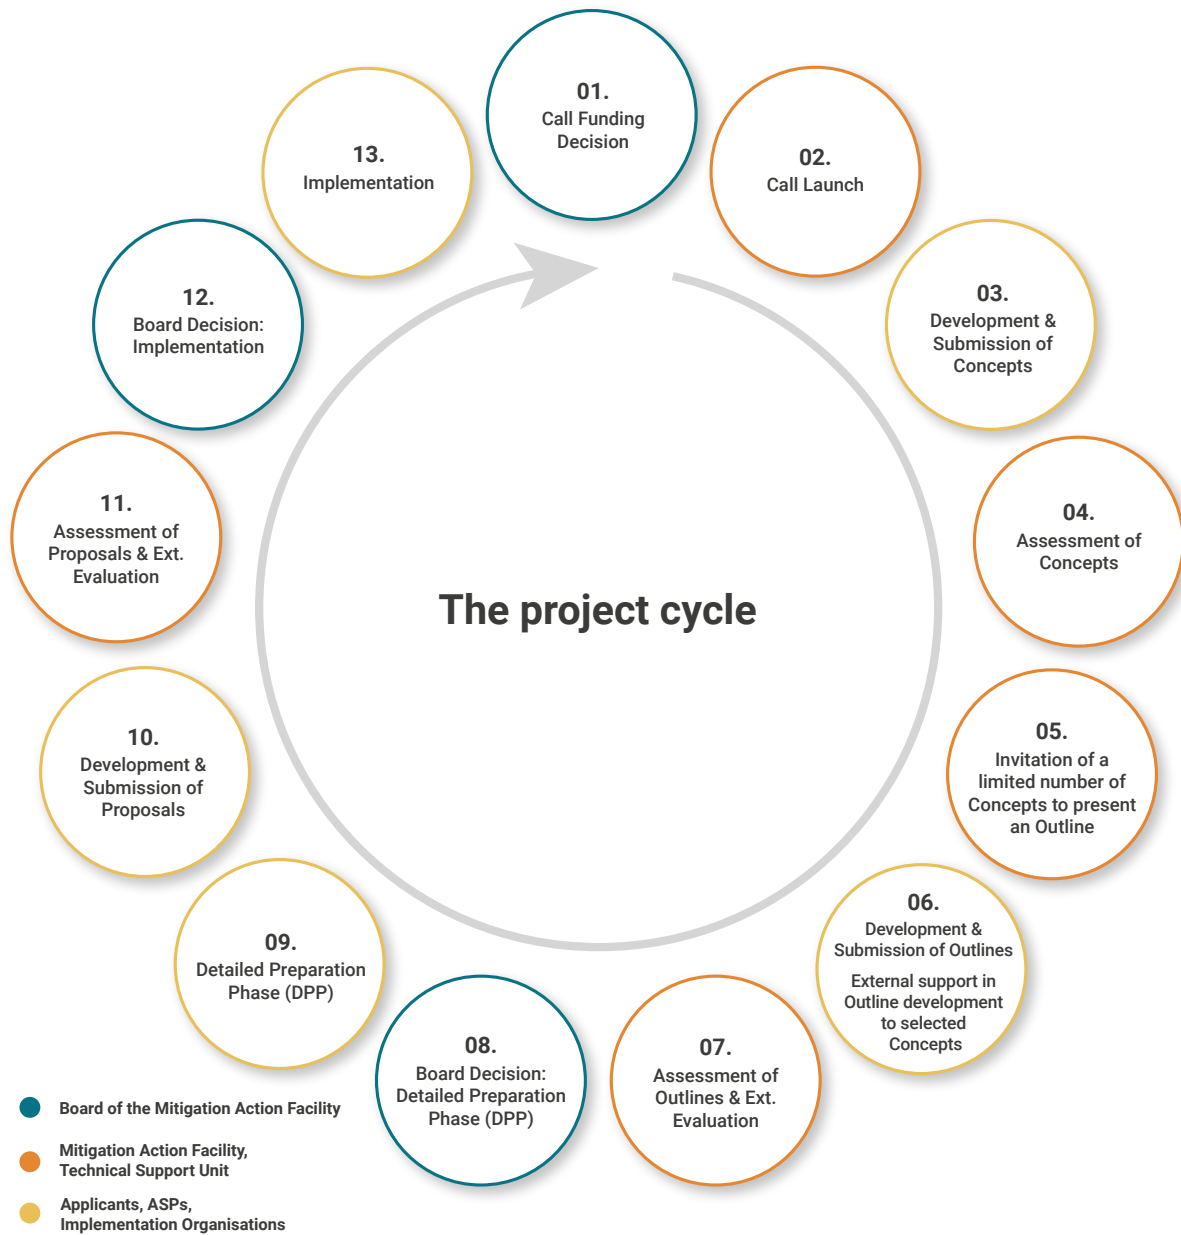 01.
Call Funding
Decision
02.
Call Launch
03.
Development &
Submission of
Concepts
04.
Assessment of
Concepts
05.
Invitation of a
limited number of
Concepts to present
an Outline
06.
Development &
Submission of Outlines
External support in
Outline development
to selected
Concepts
07.
Assessment of
Outlines & Ext.
Evaluation
08.
Board Decision:
Detailed Preparation
Phase (DPP)
09.
Detailed Preparation
Phase (DPP)
10.
Development &
Submission of
Proposals
11.
Assessment of
Proposals & Ext.
Evaluation
12.
Board Decision:
Implementation
13.
Implementation
The project cycle
Board of the Mitigation Action Facility
Mitigation Action Facility,
Technical Support Unit
Applicants, ASPs,
Implementation Organisations